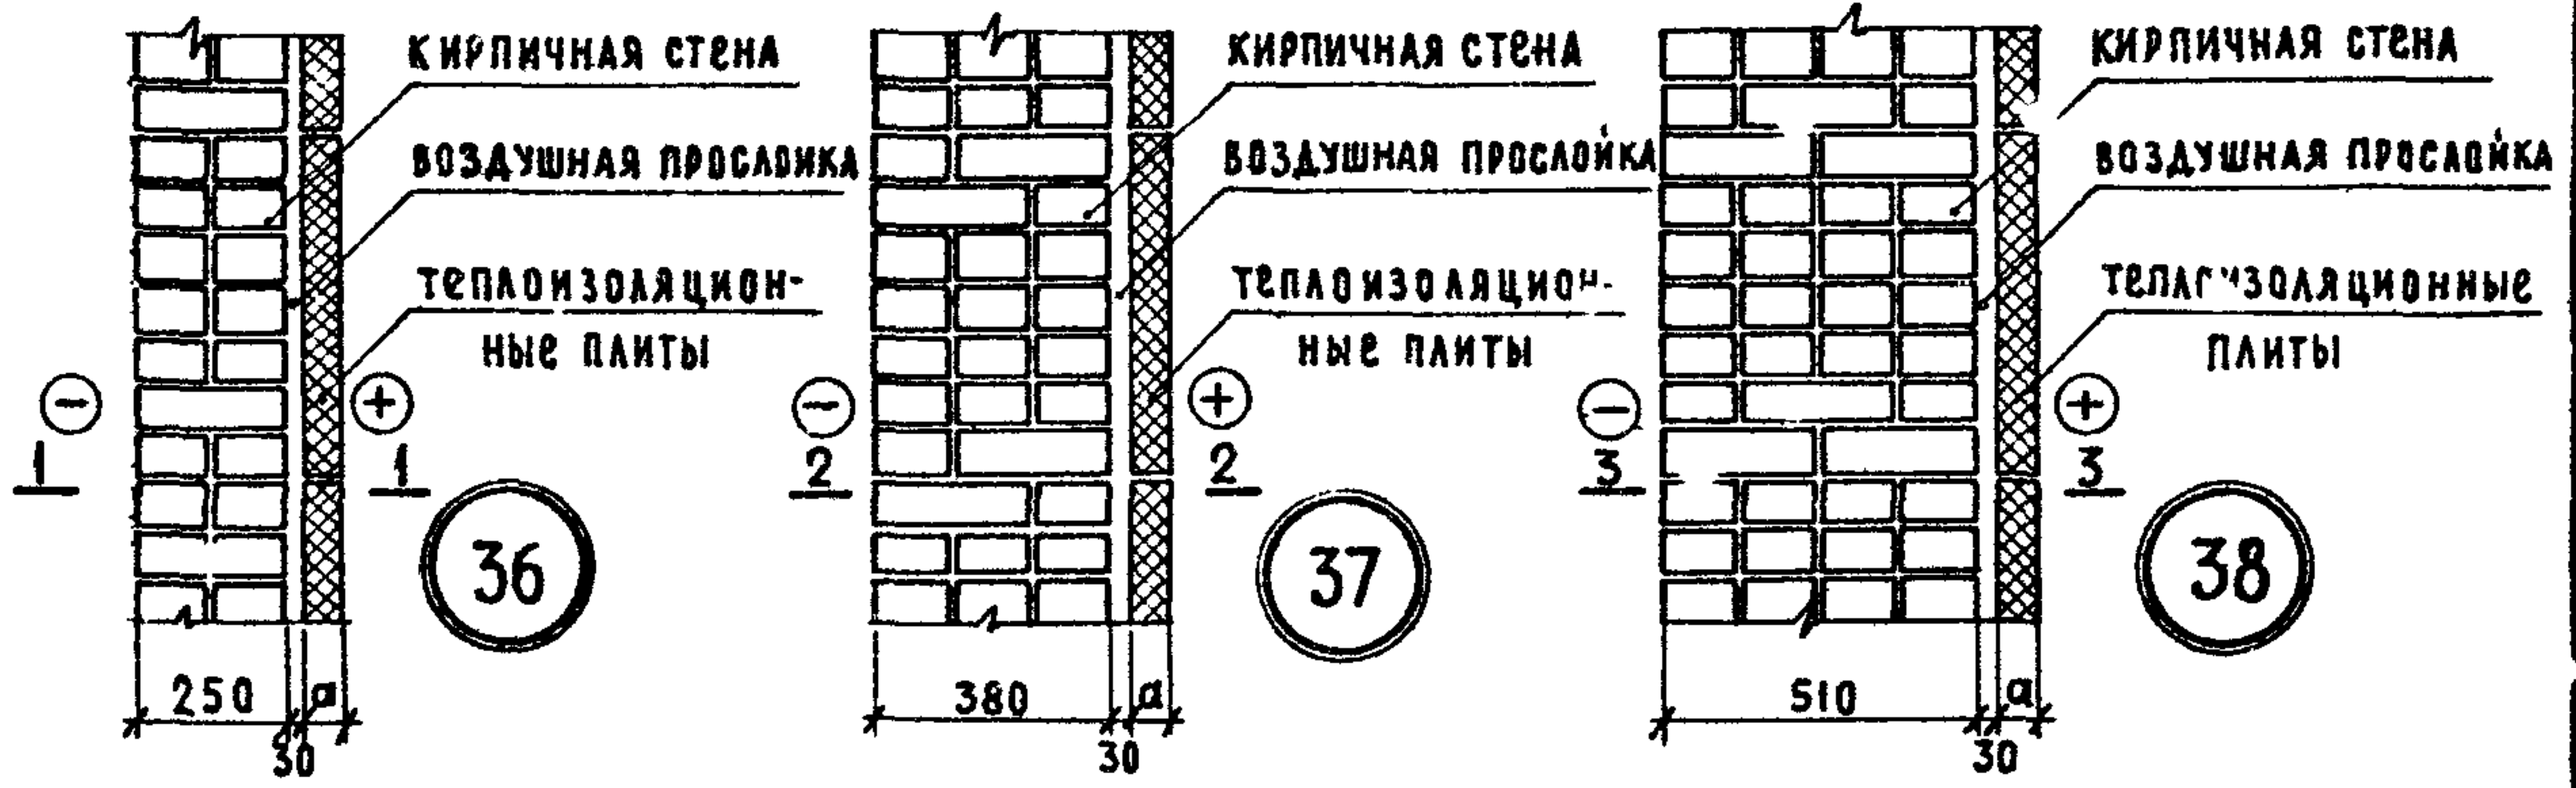 КИРПИЧНАЯ СТЕНА
ВОЗДУШНАЯ ПРОСЛОЙКА
ТЕПЛОИЗОЛЯЦИОН-
НЫЕ ПЛИТЫ
− +
1 1
36
250 a
30
КИРПИЧНАЯ СТЕНА
ВОЗДУШНАЯ ПРОСЛОЙКА
ТЕПЛОИЗОЛЯЦИОН-
НЫЕ ПЛИТЫ
− +
2 2
37
380 a
30
КИРПИЧНАЯ СТЕНА
ВОЗДУШНАЯ ПРОСЛОЙКА
ТЕПЛОИЗОЛЯЦИОННЫЕ
ПЛИТЫ
− +
3 3
38
510 a
30